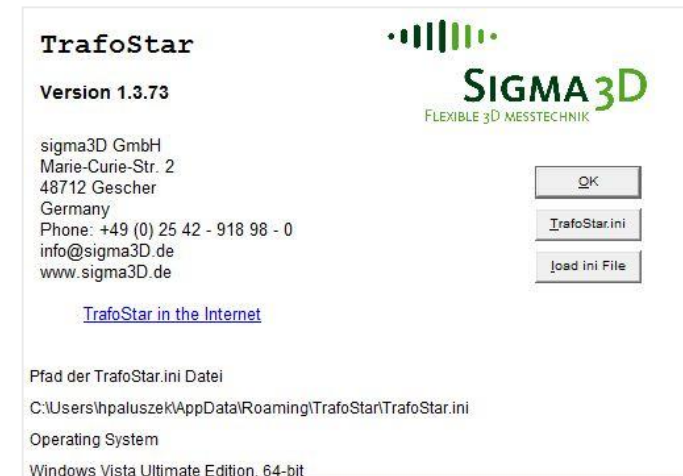 TrafoStar
Version 1.3.73
SIGMA 3D
FLEXIBLE 3D MESSTECHNIK
sigma3D GmbH
Marie-Curie-Str. 2
48712 Gescher
Germany
Phone: +49 (0) 25 42 - 918 98 - 0
info@sigma3D.de
www.sigma3D.de
OK
TrafoStar.ini
load ini File
TrafoStar in the Internet
Pfad der TrafoStar.ini Datei
C:\Users\hpaluszek\AppData\Roaming\TrafoStar\TrafoStar.ini
Operating System
Windows Vista Ultimate Edition, 64-bit